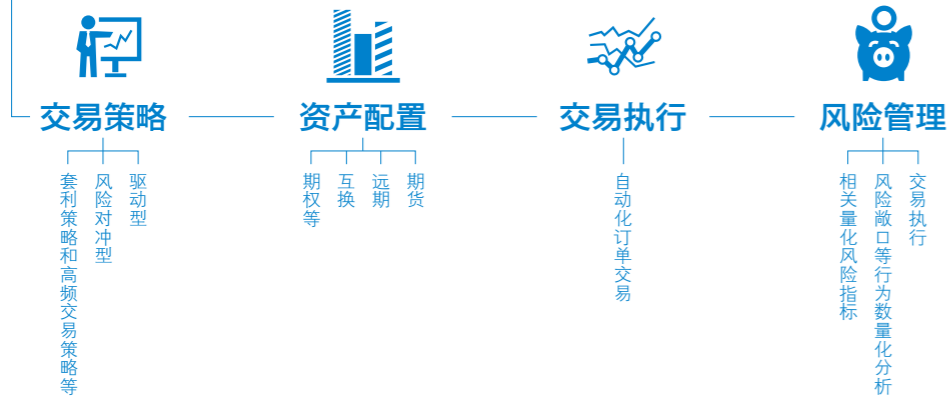 交易策略
资产配置
交易执行
风险管理
驱动型
风险对冲型
套利策略和高频交易策略等
期货
远期
互换
期权等
自动化订单交易
交易执行
风险敞口等行为数量化分析
相关量化风险指标